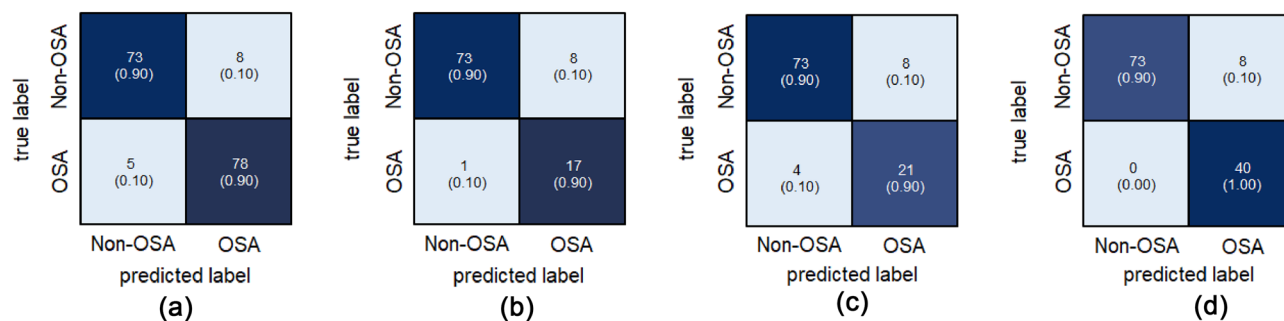 true label
Non-OSA
OSA
73
(0.90)
8
(0.10)
5
(0.10)
78
(0.90)
Non-OSA OSA
predicted label
(a)
true label
Non-OSA
OSA
73
(0.90)
8
(0.10)
1
(0.10)
17
(0.90)
Non-OSA OSA
predicted label
(b)
true label
Non-OSA
OSA
73
(0.90)
8
(0.10)
4
(0.10)
21
(0.90)
Non-OSA OSA
predicted label
(c)
true label
Non-OSA
OSA
73
(0.90)
8
(0.10)
0
(0.00)
40
(1.00)
Non-OSA OSA
predicted label
(d)